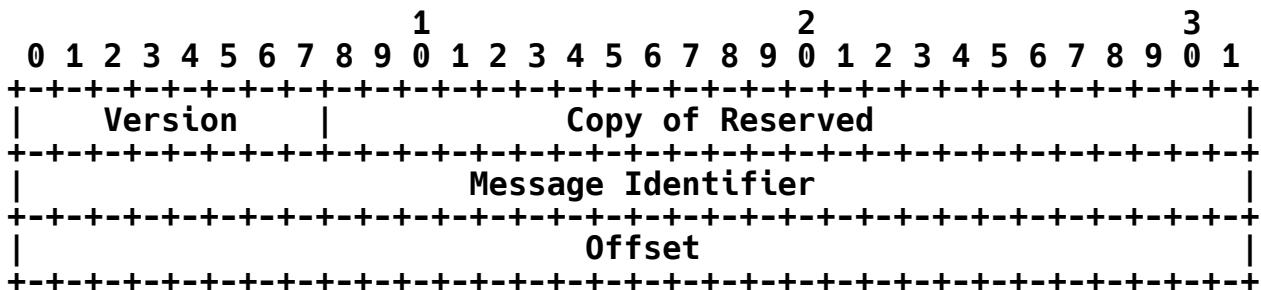 1                   2                   3
 0 1 2 3 4 5 6 7 8 9 0 1 2 3 4 5 6 7 8 9 0 1 2 3 4 5 6 7 8 9 0 1
+-+-+-+-+-+-+-+-+-+-+-+-+-+-+-+-+-+-+-+-+-+-+-+-+-+-+-+-+-+-+-+-+
|    Version    |            Copy of Reserved                   |
+-+-+-+-+-+-+-+-+-+-+-+-+-+-+-+-+-+-+-+-+-+-+-+-+-+-+-+-+-+-+-+-+
|                       Message Identifier                      |
+-+-+-+-+-+-+-+-+-+-+-+-+-+-+-+-+-+-+-+-+-+-+-+-+-+-+-+-+-+-+-+-+
|                             Offset                            |
+-+-+-+-+-+-+-+-+-+-+-+-+-+-+-+-+-+-+-+-+-+-+-+-+-+-+-+-+-+-+-+-+